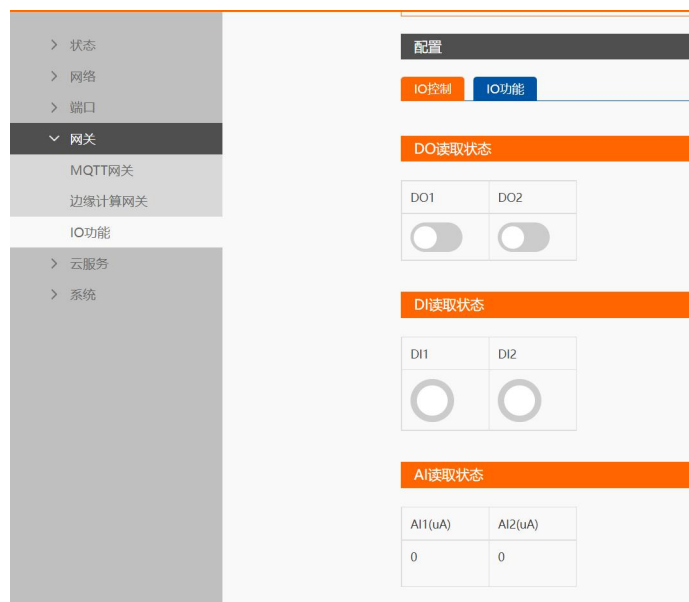 状态
网络
端口
网关
MQTT网关
边缘计算网关
IO功能
云服务
系统
配置
IO控制 IO功能
DO读取状态
DO1 DO2
DI读取状态
DI1 DI2
AI读取状态
AI1(uA) AI2(uA)
0 0